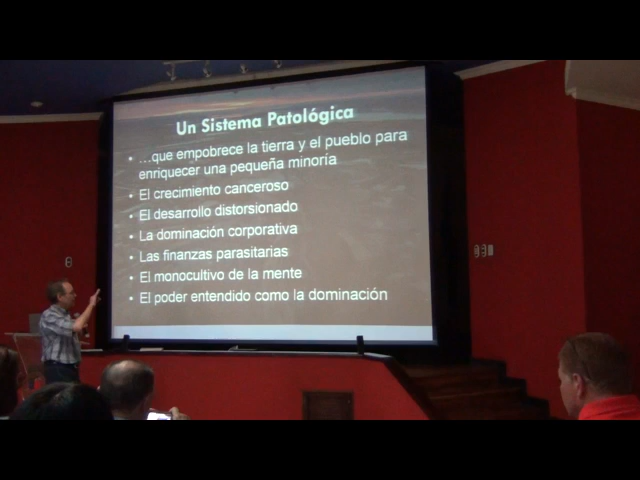 Un Sistema Patológica
• ...que empobrece la tierra y el pueblo para
enriquecer una pequeña minoría
• El crecimiento canceroso
• El desarrollo distorsionado
• La dominación corporativa
• Las finanzas parasitarias
• El monocultivo de la mente
• El poder entendido como la dominación